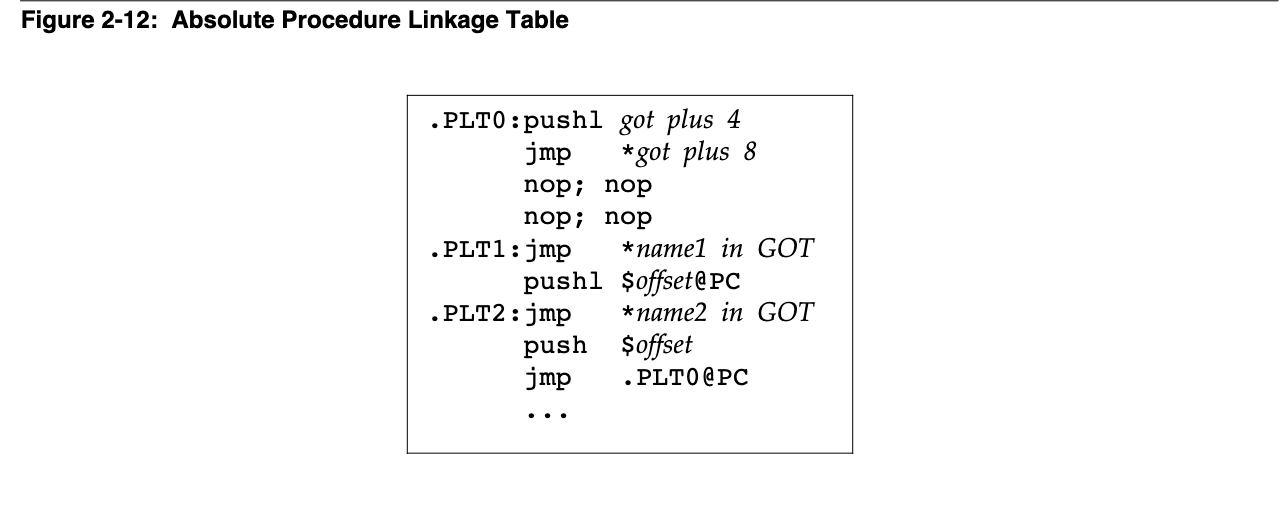 Figure 2-12: Absolute Procedure Linkage Table
.PLT0:pushl got plus 4
jmp *got plus 8
nop; nop
nop; nop
.PLT1:jmp *name1 in GOT
pushl $offset@PC
.PLT2:jmp *name2 in GOT
push $offset
jmp .PLT0@PC
...